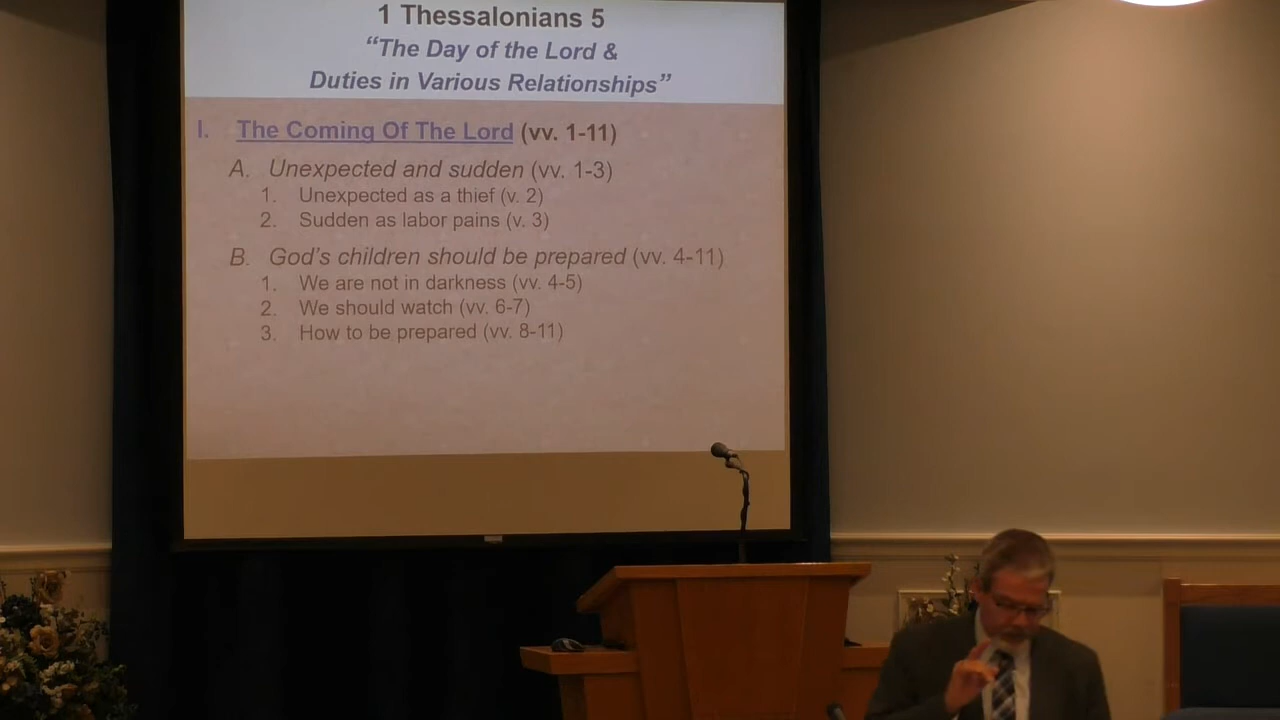 1 Thessalonians 5
“The Day of the Lord &
Duties in Various Relationships”
I. The Coming Of The Lord (vv. 1-11)
A. Unexpected and sudden (vv. 1-3)
1. Unexpected as a thief (v. 2)
2. Sudden as labor pains (v. 3)
B. God’s children should be prepared (vv. 4-11)
1. We are not in darkness (vv. 4-5)
2. We should watch (vv. 6-7)
3. How to be prepared (vv. 8-11)